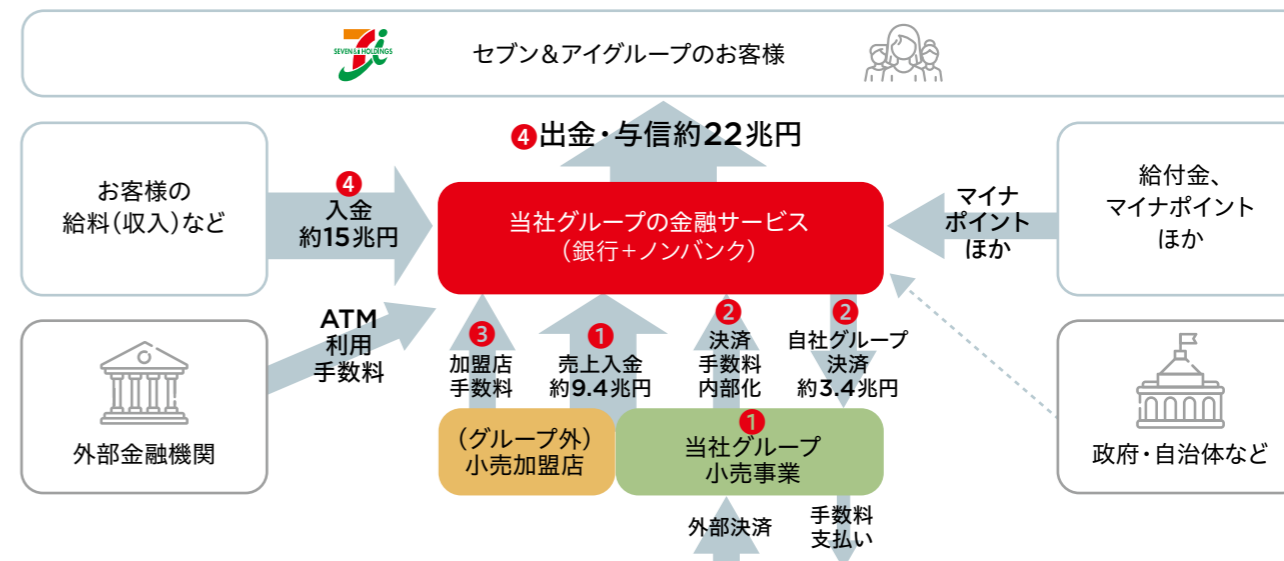 SEVEN & i HOLDINGS
セブン&アイグループのお客様
❹出金・与信約22兆円
お客様の
給料(収入)など
❹
入金
約15兆円
当社グループの金融サービス
(銀行+ノンバンク)
マイナ
ポイント
ほか
給付金、
マイナポイント
ほか
ATM
利用
手数料
外部金融機関
❸
加盟店
手数料
❶
売上入金
約9.4兆円
❷
決済
手数料
内部化
❷
自社グループ
決済
約3.4兆円
(グループ外)
小売加盟店
❶
当社グループ
小売事業
政府・自治体など
外部決済
手数料
支払い